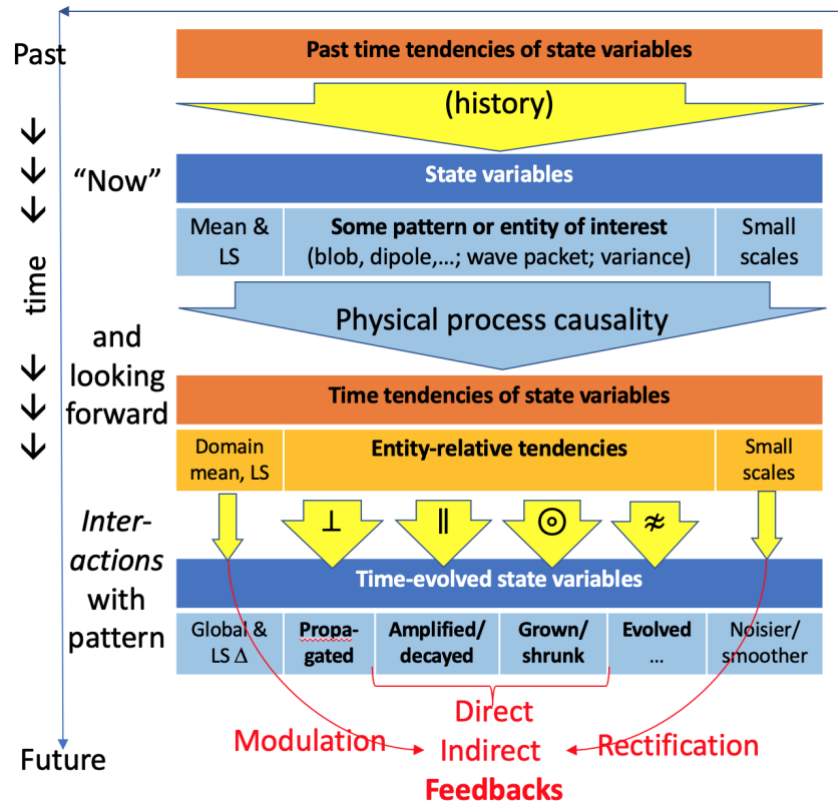 Past
Past time tendencies of state variables
(history)
"Now"
State variables
Mean &
LS
Some pattern or entity of interest
(blob, dipole,...; wave packet; variance)
Small
scales
time
Physical process causality
and
looking
forward
Time tendencies of state variables
Domain
mean, LS
Entity-relative tendencies
Small
scales
⊥
||
⊙
≉
Inter-
actions
with
pattern
Time-evolved state variables
Global &
LS Δ
Propa-
gated
Amplified/
decayed
Grown/
shrunk
Evolved
...
Noisier/
smoother
Direct
Modulation
Indirect
Rectification
Feedbacks
Future